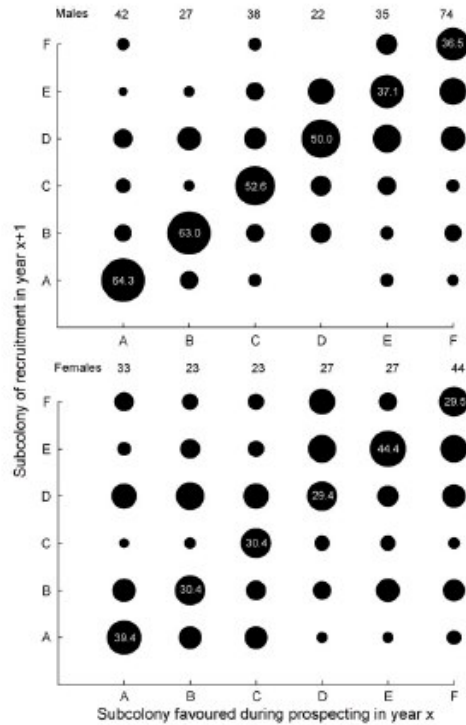 Males 42 27 38 22 35 74
F 36.5
E 37.1
D 50.0
C 52.6
B 63.0
A 64.3
A B C D E F
Females 33 23 23 27 27 44
F 29.5
E 44.4
D 29.4
C 30.4
B 30.4
A 39.4
A B C D E F
Subcolony of recruitment in year x+1
Subcolony favoured during prospecting in year x